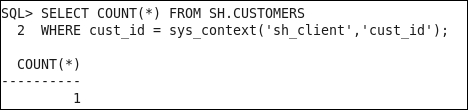 SQL> SELECT COUNT(*) FROM SH.CUSTOMERS
  2  WHERE cust_id = sys_context('sh_client','cust_id');
  COUNT(*)
----------
         1